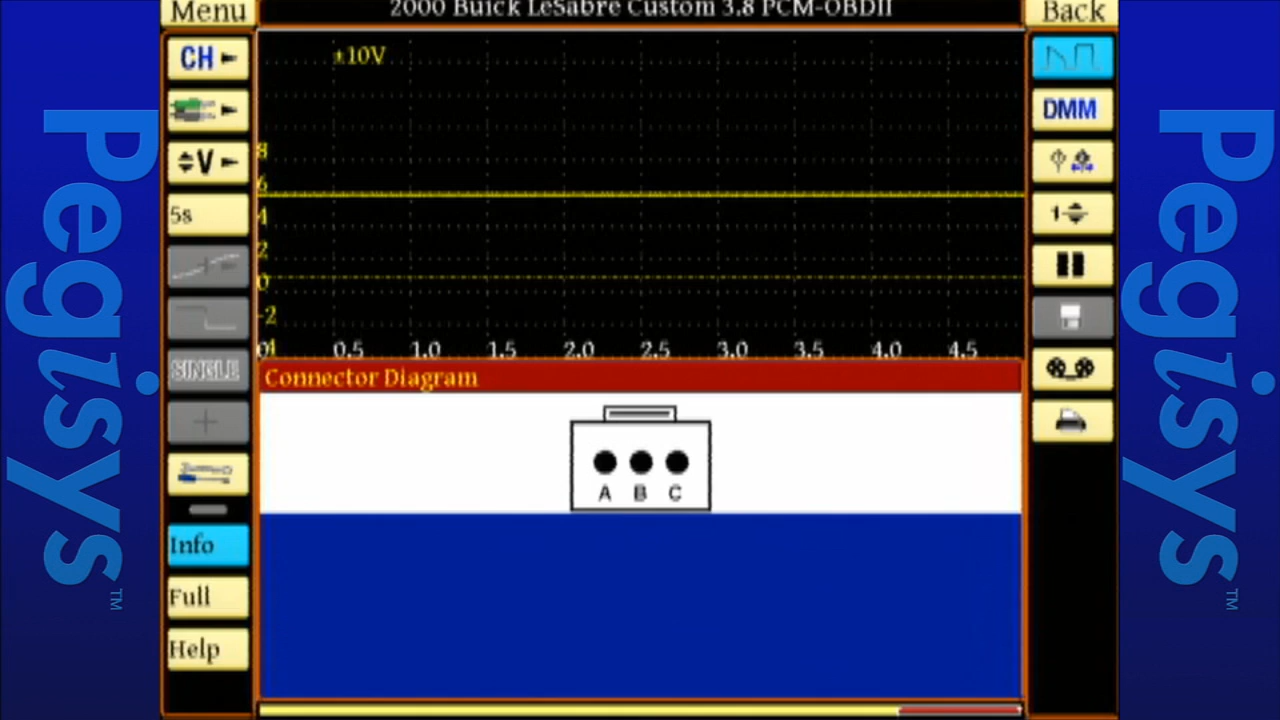 Menu
2000 Buick LeSabre Custom 3.8 PCM-OBDII
Back
CH
±10V
DMM
V
8
6
5s
4
1
2
0
-2
0
0.5
1.0
1.5
2.0
2.5
3.0
3.5
4.0
4.5
SINGLE
Connector Diagram
A B C
Info
Full
Help
Pegisys™
Pegisys™